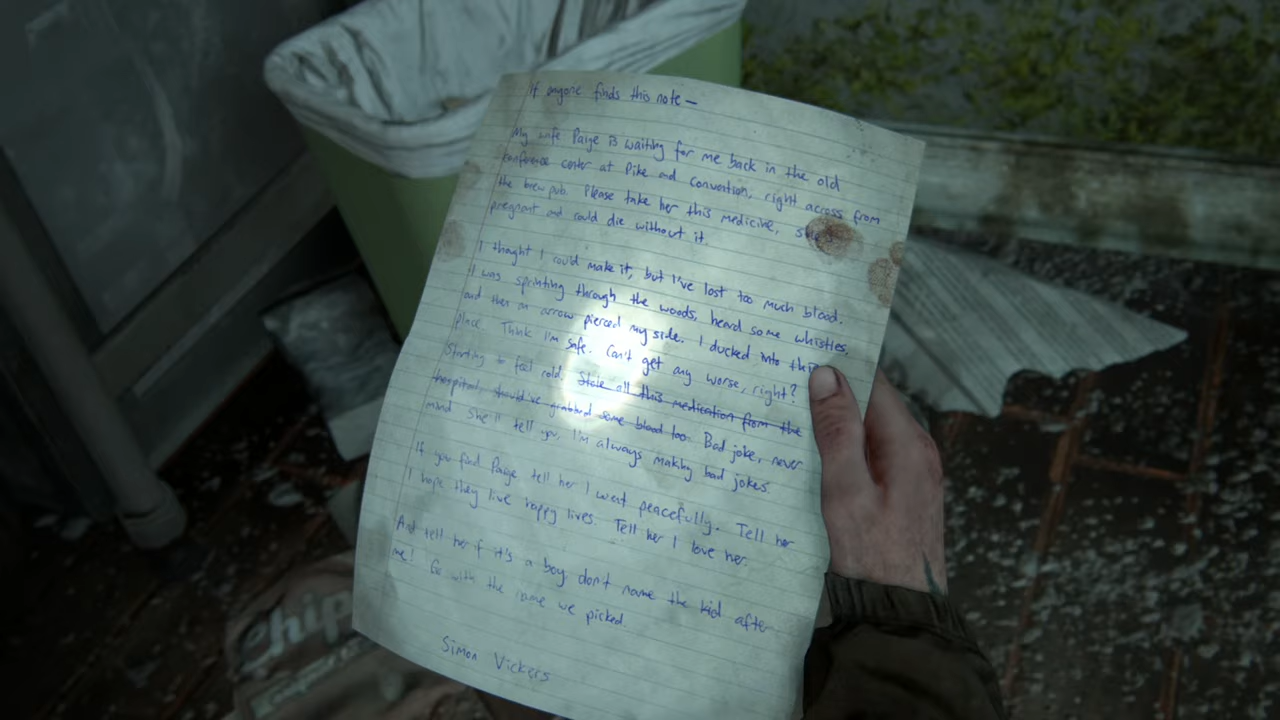 If anyone finds this note —
My wife Paige is waiting for me back in the old
conference center at Pike and Convention, right across from
the brew pub. Please take her this medicine, she
pregnant and could die without it.
I thought I could make it, but I've lost too much blood.
I was sprinting through the woods, heard some whistles,
and then an arrow pierced my side. I ducked into this
place. Think I'm safe. Can't get any worse, right?
Starting to feel cold. Stole all this medication from the
hospital, should've grabbed some blood too. Bad joke, never
mind. She'll tell you, I'm always making bad jokes.
If you find Paige tell her I went peacefully. Tell her
I hope they live happy lives. Tell her I love her.
And tell her if it's a boy don't name the kid after
me! Go with the name we picked.
Simon Vickers
Chip